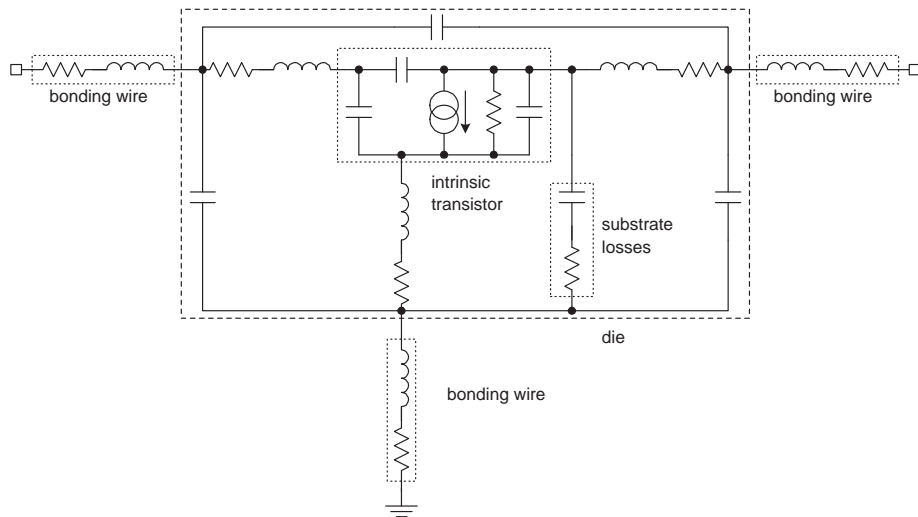 bonding wire
bonding wire
intrinsic
transistor
substrate
losses
die
bonding wire